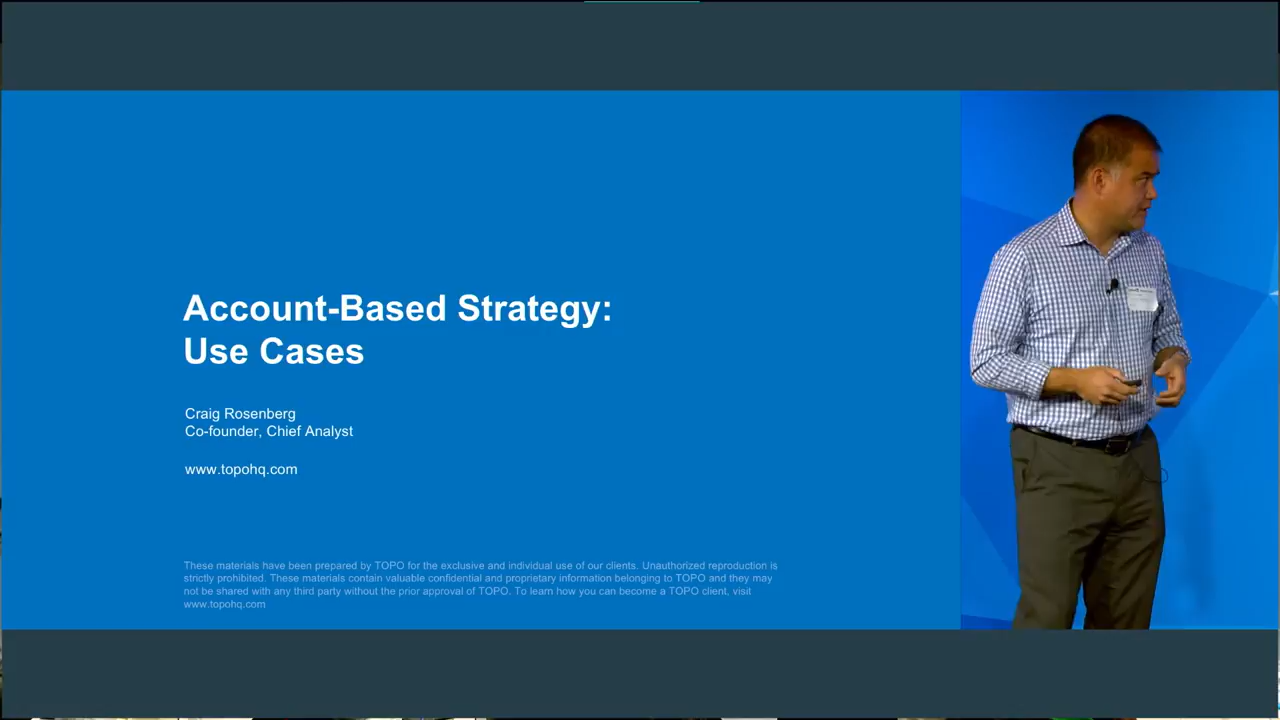 Account-Based Strategy:
Use Cases
Craig Rosenberg
Co-founder, Chief Analyst
www.topohq.com
These materials have been prepared by TOPO for the exclusive and individual use of our clients. Unauthorized reproduction is
strictly prohibited. These materials contain valuable confidential and proprietary information belonging to TOPO and they may
not be shared with any third party without the prior approval of TOPO. To learn how you can become a TOPO client, visit
www.topohq.com